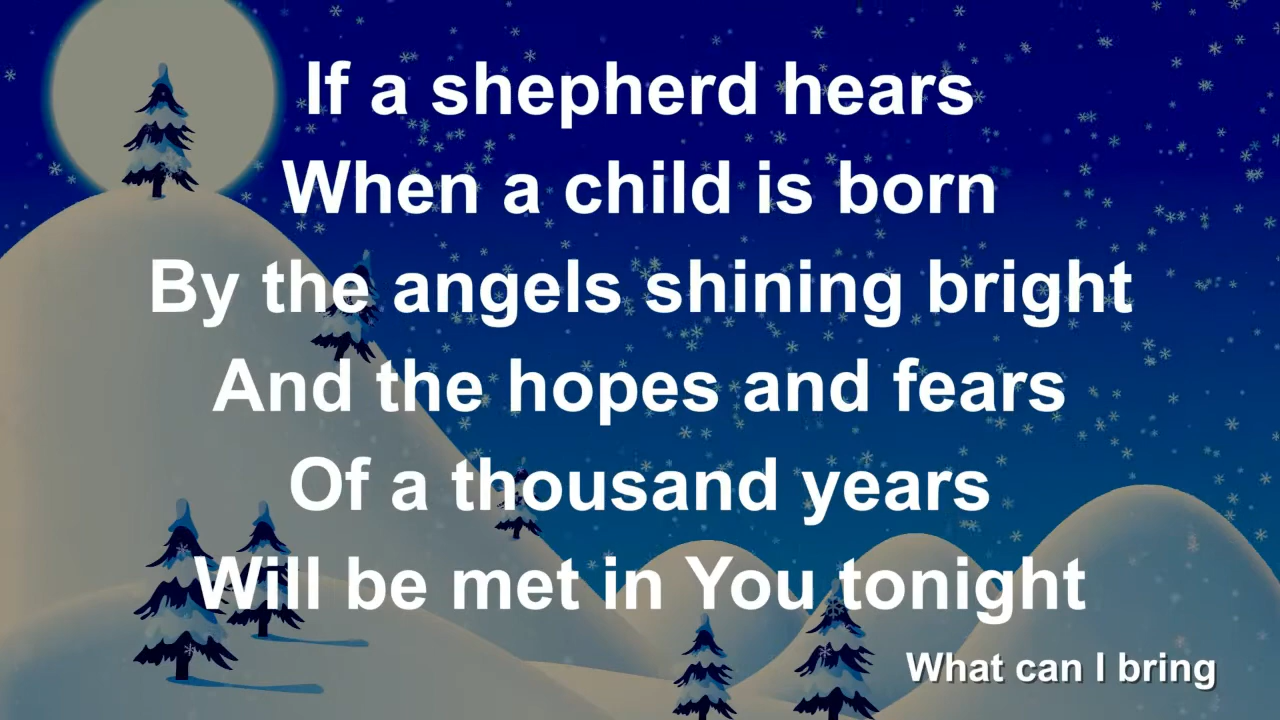 If a shepherd hears
When a child is born
By the angels shining bright
And the hopes and fears
Of a thousand years
Will be met in You tonight
What can I bring